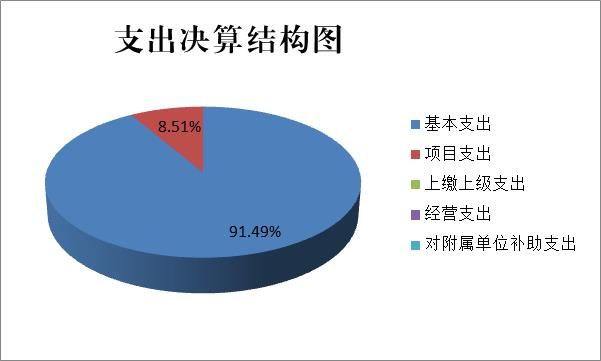 支出决算结构图
8.51%
91.49%
基本支出
项目支出
上缴上级支出
经营支出
对附属单位补助支出